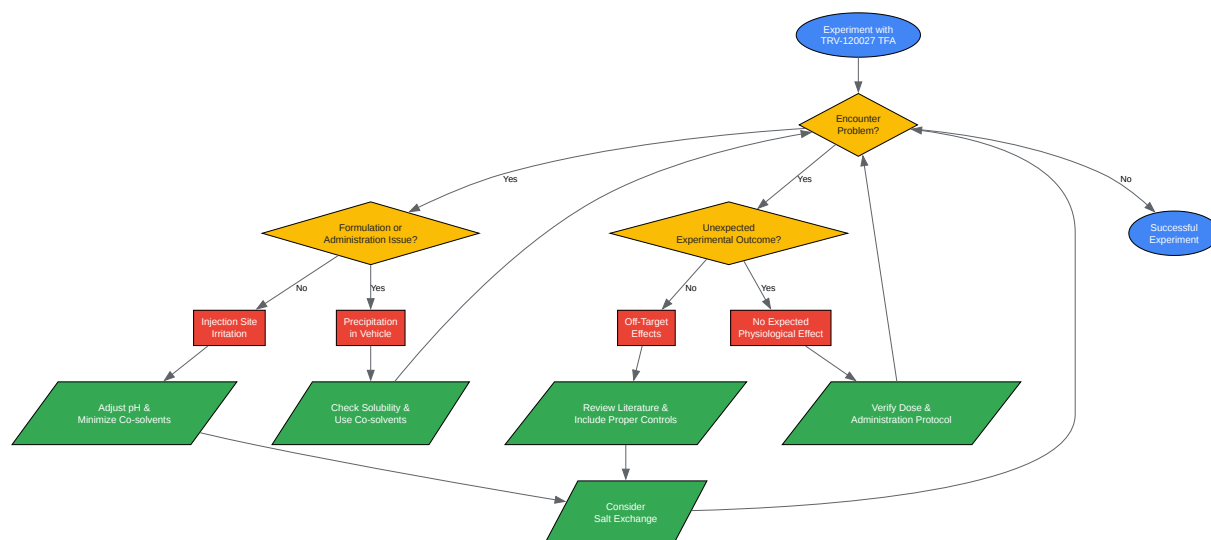 Experiment with
TRV-120027 TFA
Encounter
Problem?
Yes
Yes
No
Formulation or
Administration Issue?
Unexpected
Experimental Outcome?
Successful
Experiment
No
Yes
No
Yes
Injection Site
Irritation
Precipitation
in Vehicle
Off-Target
Effects
No Expected
Physiological Effect
Adjust pH &
Minimize Co-solvents
Check Solubility &
Use Co-solvents
Review Literature &
Include Proper Controls
Verify Dose &
Administration Protocol
Consider
Salt Exchange